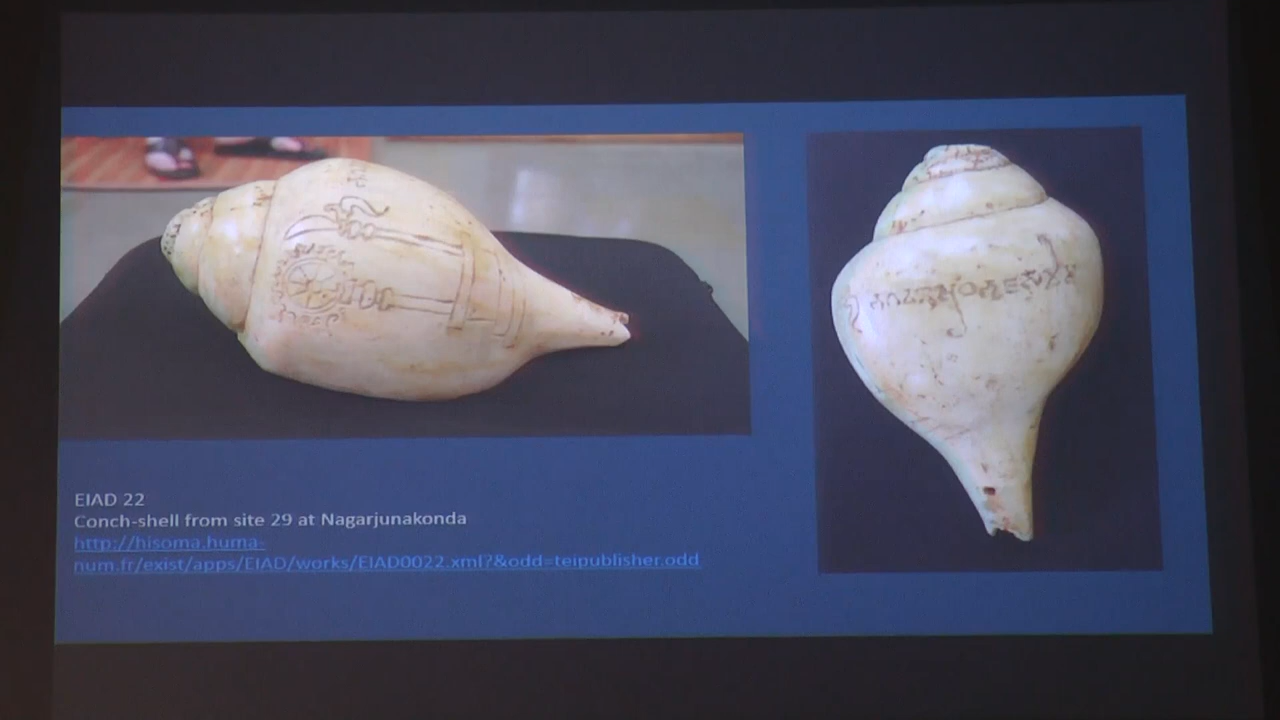 EIAD 22
Conch-shell from site 29 at Nagarjunakonda
http://hisoma.huma-
num.fr/exist/apps/EIAD/works/EIAD0022.xml?&odd=teipublisher.odd